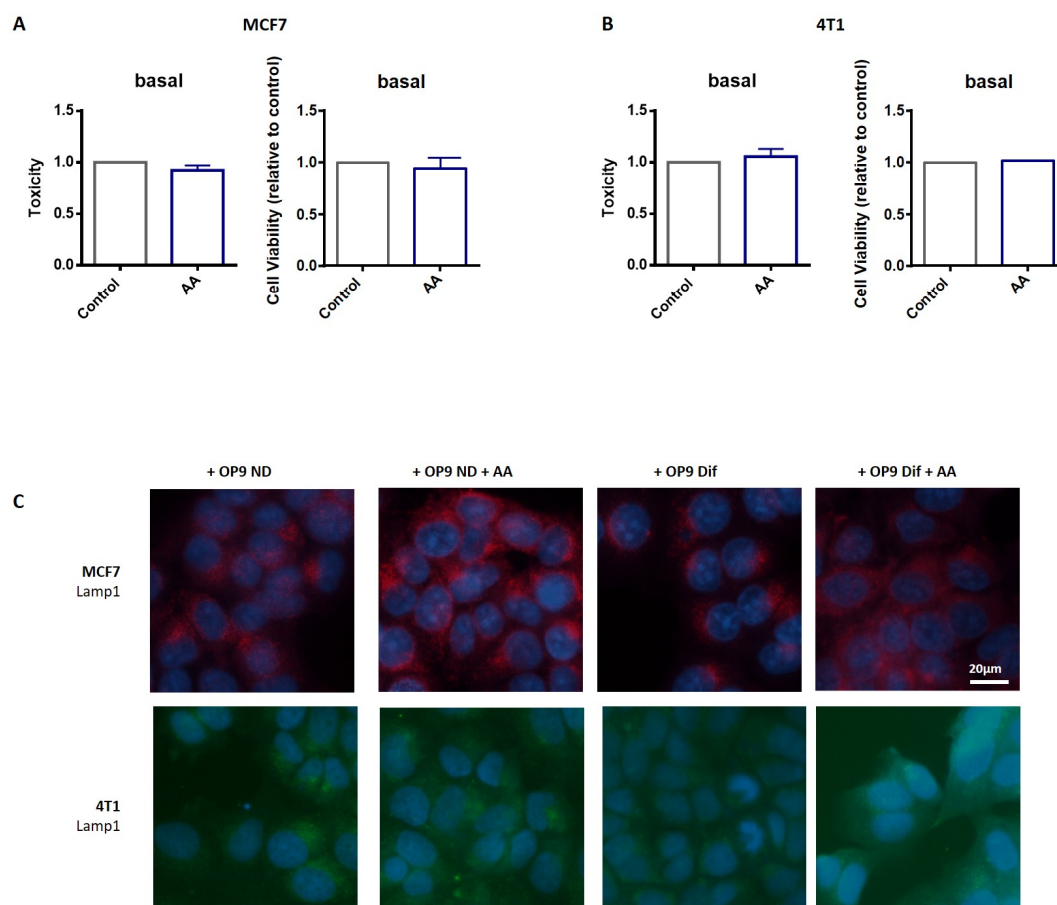 A
MCF7
B
4T1
basal
Toxicity
1.5
1.0
0.5
0.0
Control
AA
basal
Cell Viability (relative to control)
1.5
1.0
0.5
0.0
Control
AA
basal
Toxicity
1.5
1.0
0.5
0.0
Control
AA
basal
Cell Viability (relative to control)
1.5
1.0
0.5
0.0
Control
AA
C
+ OP9 ND
+ OP9 ND + AA
+ OP9 Dif
+ OP9 Dif + AA
MCF7
Lamp1
20µm
4T1
Lamp1